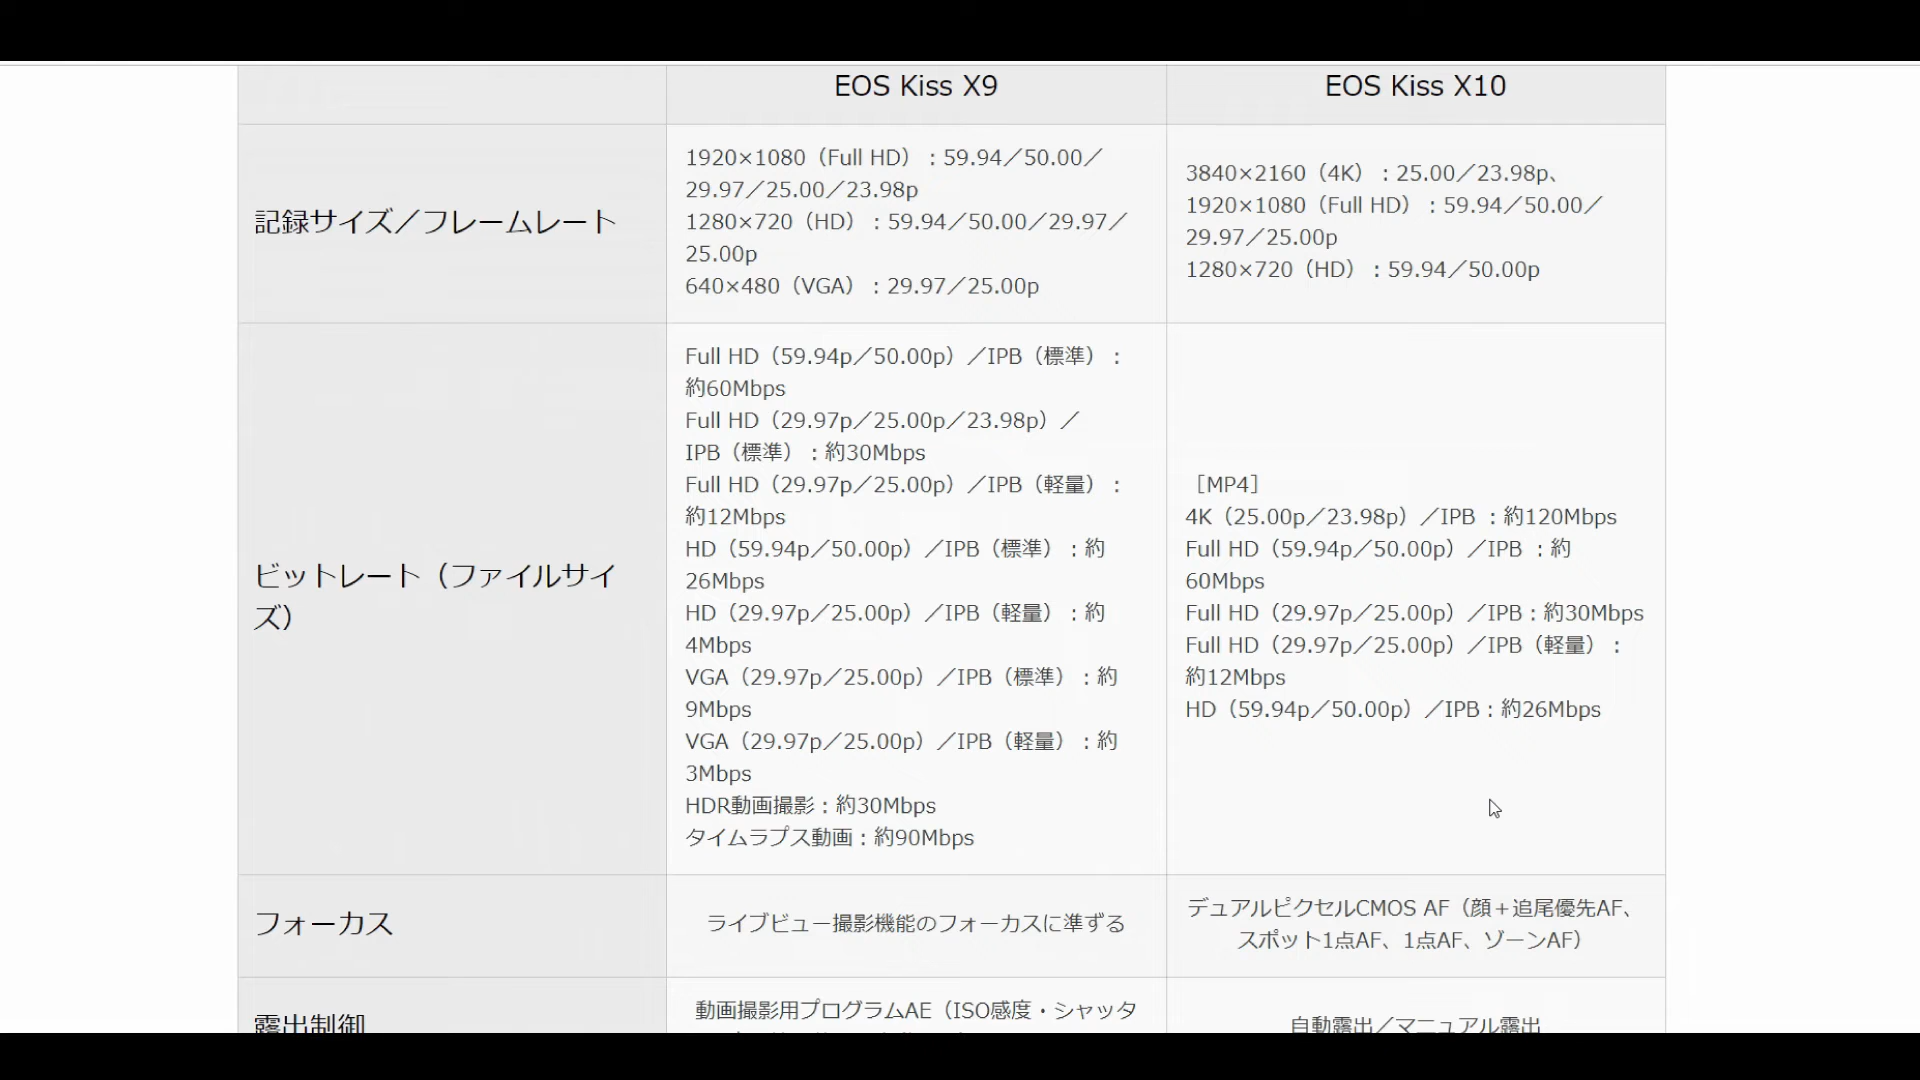 EOS Kiss X9
EOS Kiss X10
記録サイズ／フレームレート
1920×1080（Full HD）：59.94／50.00／
29.97／25.00／23.98p
1280×720（HD）：59.94／50.00／29.97／
25.00p
640×480（VGA）：29.97／25.00p
3840×2160（4K）：25.00／23.98p、
1920×1080（Full HD）：59.94／50.00／
29.97／25.00p
1280×720（HD）：59.94／50.00p
ビットレート（ファイルサイ
ズ）
Full HD（59.94p／50.00p）／IPB（標準）：
約60Mbps
Full HD（29.97p／25.00p／23.98p）／
IPB（標準）：約30Mbps
Full HD（29.97p／25.00p）／IPB（軽量）：
約12Mbps
HD（59.94p／50.00p）／IPB（標準）：約
26Mbps
HD（29.97p／25.00p）／IPB（軽量）：約
4Mbps
VGA（29.97p／25.00p）／IPB（標準）：約
9Mbps
VGA（29.97p／25.00p）／IPB（軽量）：約
3Mbps
HDR動画撮影：約30Mbps
タイムラプス動画：約90Mbps
［MP4］
4K（25.00p／23.98p）／IPB ：約120Mbps
Full HD（59.94p／50.00p）／IPB ：約
60Mbps
Full HD（29.97p／25.00p）／IPB：約30Mbps
Full HD（29.97p／25.00p）／IPB（軽量）：
約12Mbps
HD（59.94p／50.00p）／IPB：約26Mbps
フォーカス
ライブビュー撮影機能のフォーカスに準ずる
デュアルピクセルCMOS AF（顔＋追尾優先AF、
スポット1点AF、1点AF、ゾーンAF）
露出制御
動画撮影用プログラムAE（ISO感度・シャッタ
自動露出／マニュアル露出